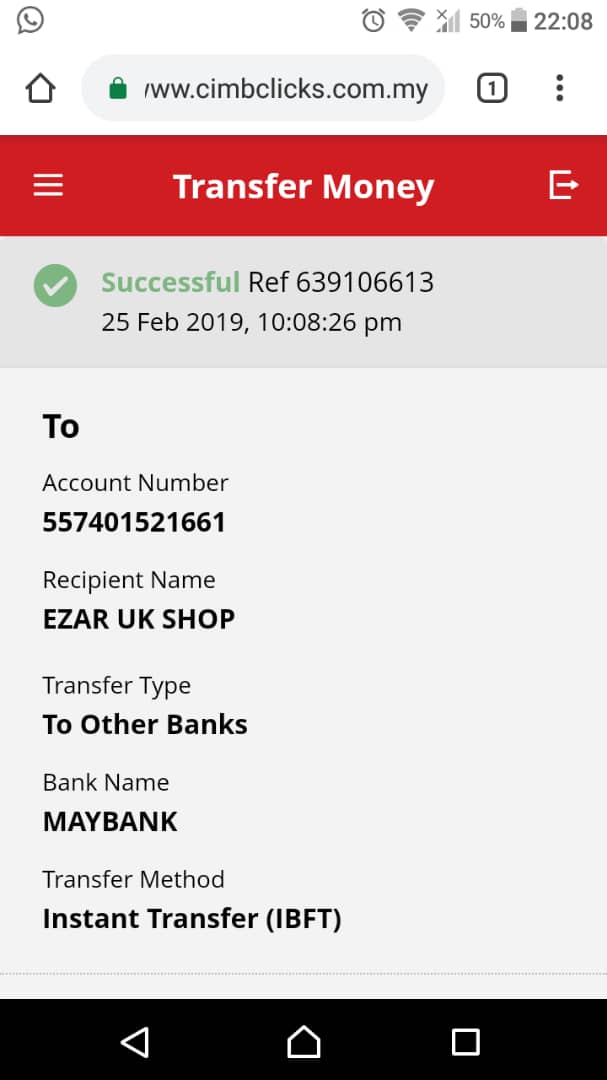 50% 22:08
www.cimbclicks.com.my
1
Transfer Money
Successful Ref 639106613
25 Feb 2019, 10:08:26 pm
To
Account Number
557401521661
Recipient Name
EZAR UK SHOP
Transfer Type
To Other Banks
Bank Name
MAYBANK
Transfer Method
Instant Transfer (IBFT)